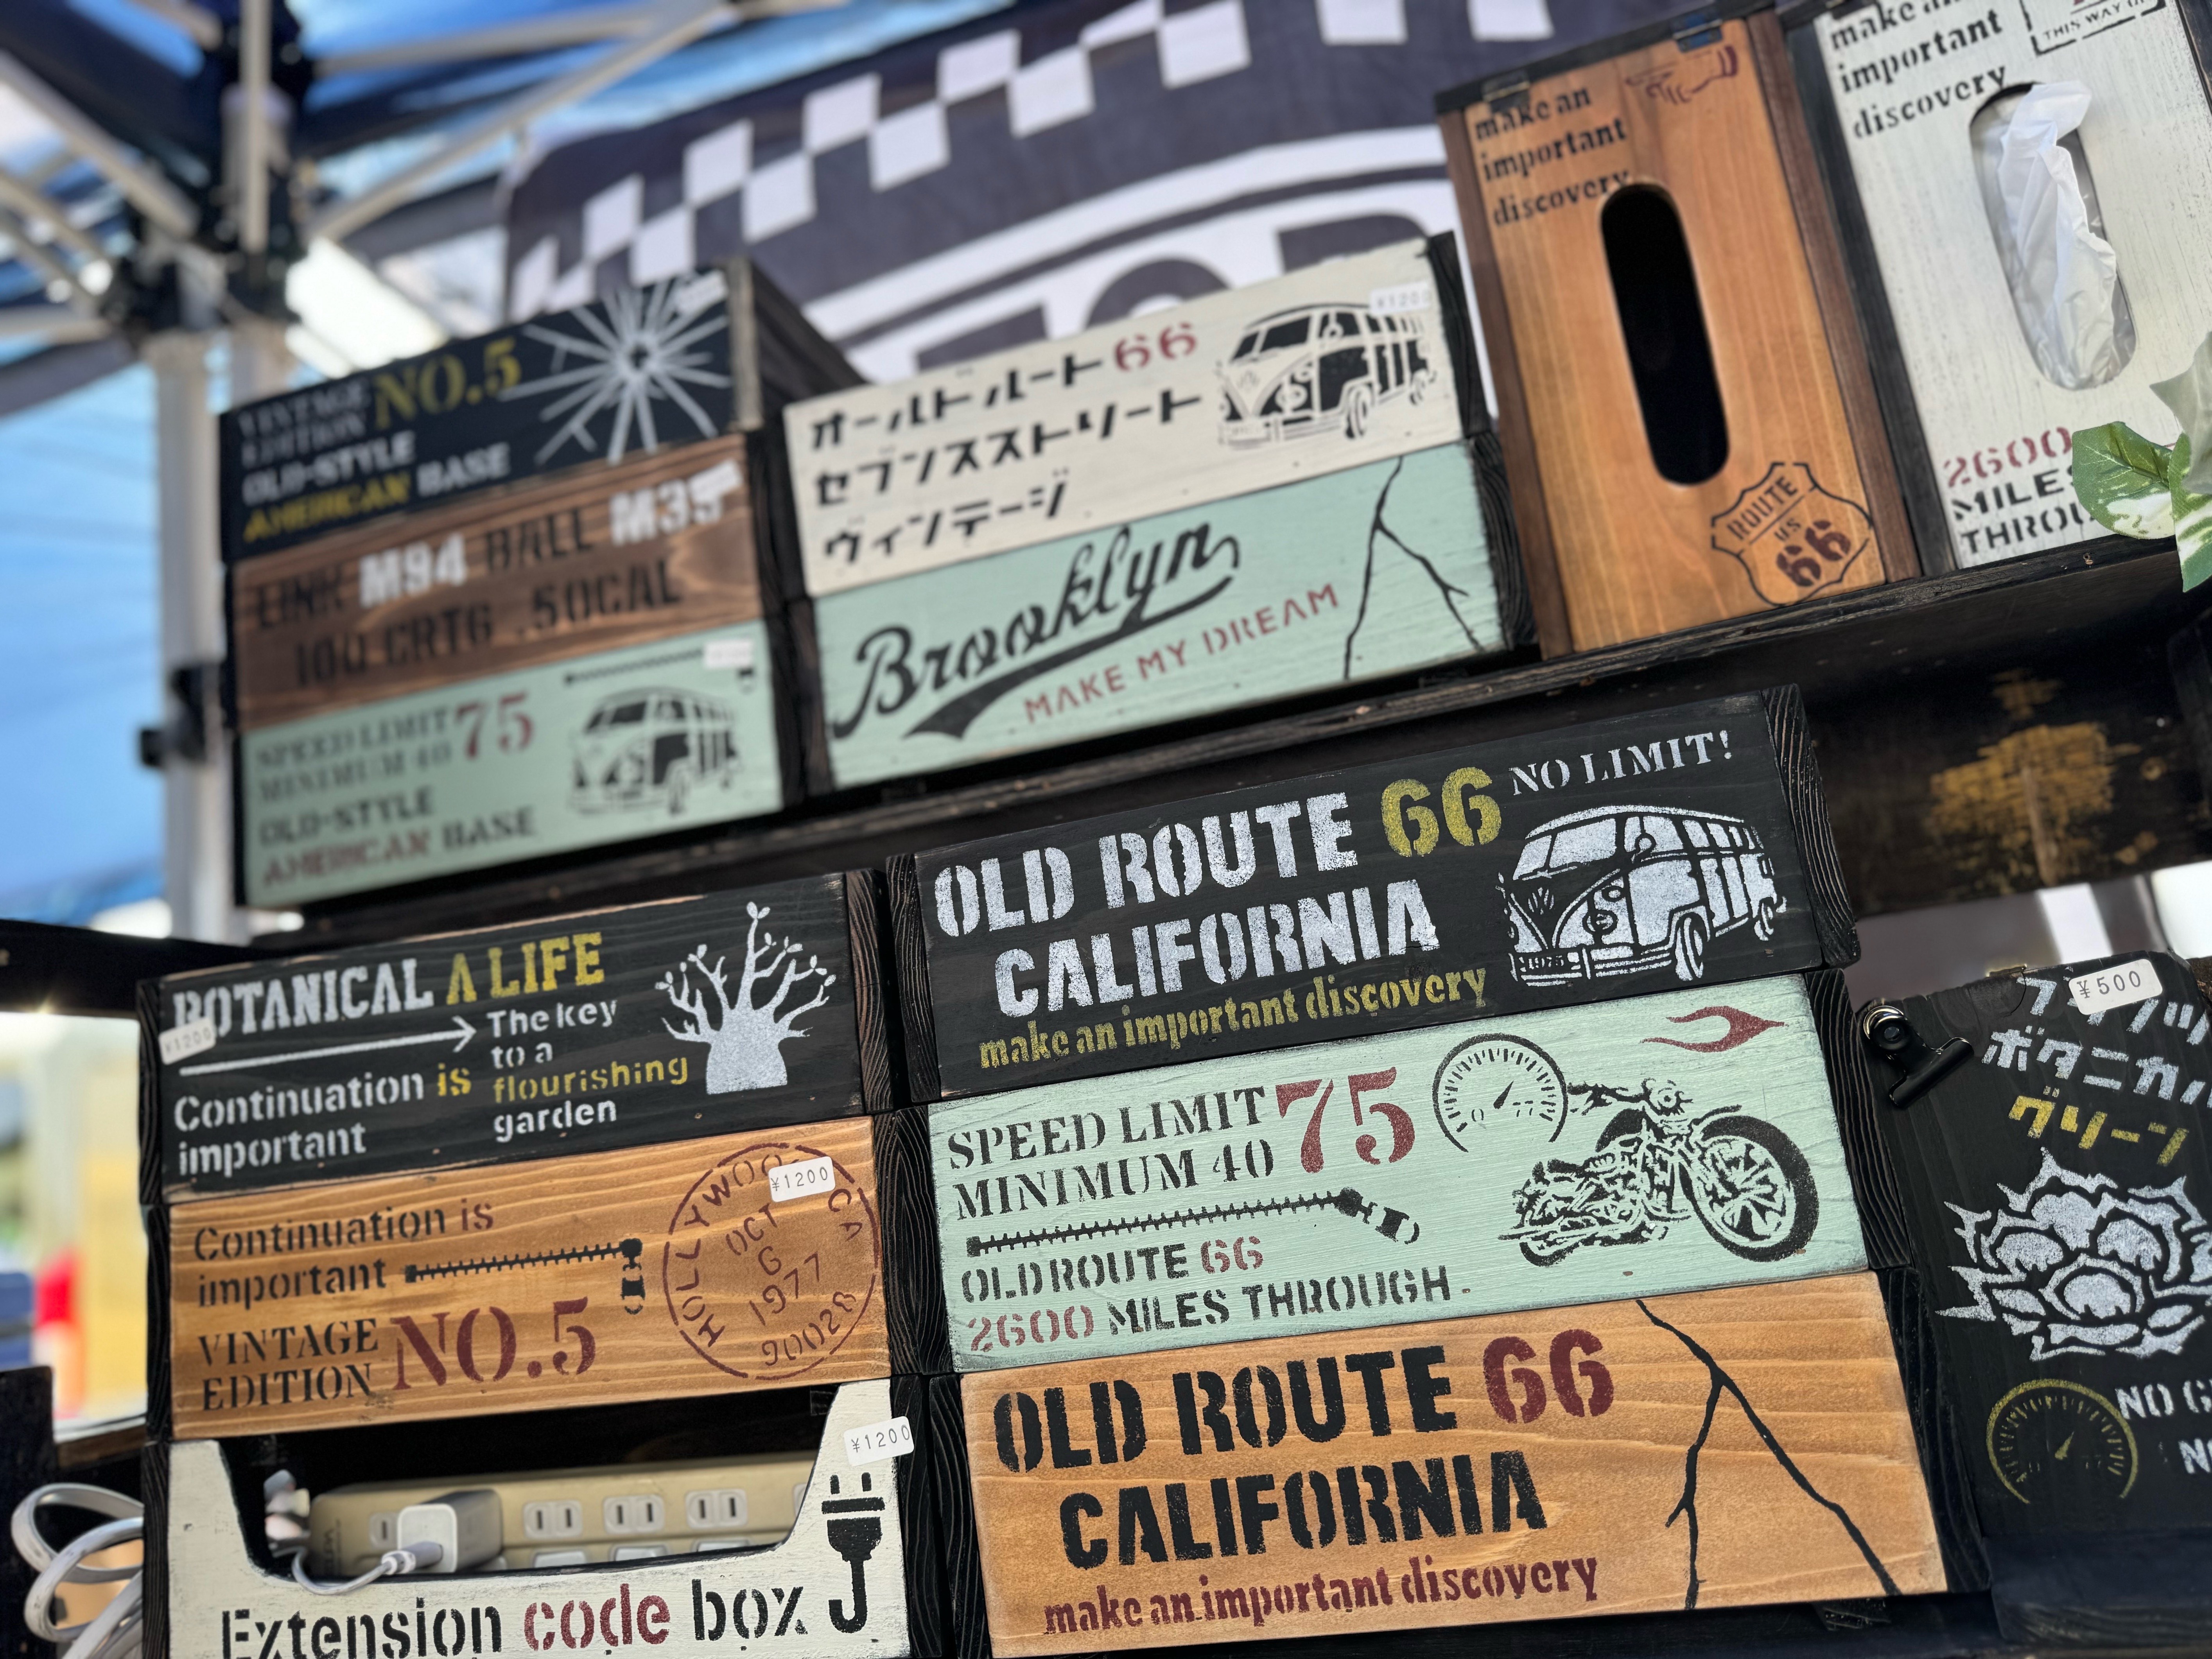 VINTAGE
EDITION NO.5
OLD-STYLE
AMERICAN BASE
LINK M94 BALL M39
100 CRTG .50CAL
SPEED LIMIT 75
MINIMUM 40
OLD-STYLE
AMERICAN BASE
¥1200
オールドルート66
セブンスストリート
ヴィンテージ
Brooklyn
MAKE MY DREAM
make an
important
discovery
ROUTE
US
66
make an
important
discovery
THIS WAY
2600
MILES
BOTANICAL A LIFE
¥1200
The key
to a
flourishing
garden
Continuation is
important
Continuation is
important
VINTAGE
EDITION NO.5
¥1200
OCT
6
1977
90028
¥1200
Extension code box
OLD ROUTE 66 NO LIMIT!
CALIFORNIA
make an important discovery
1975
SPEED LIMIT 75
MINIMUM 40
OLD ROUTE 66
2600 MILES THROUGH.
OLD ROUTE 66
CALIFORNIA
make an important discovery
¥500
ボタニカル
グリーン
NO